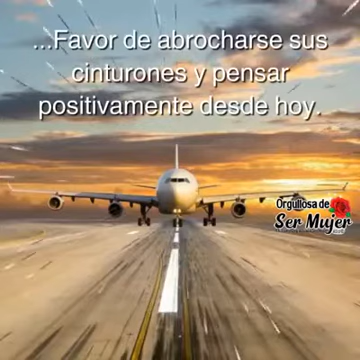 ...Favor de abrocharse sus
cinturones y pensar
positivamente desde hoy.
Orgullosa de
Ser Mujer